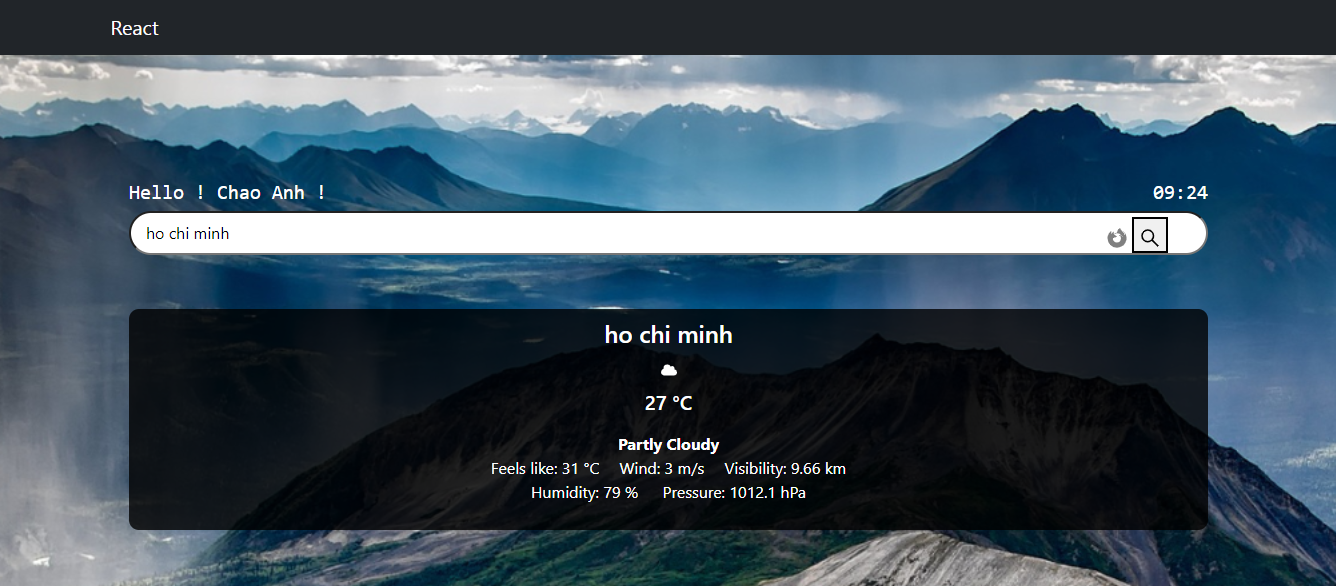 React
Hello ! Chao Anh ! 09:24
ho chi minh
ho chi minh
27 °C
Partly Cloudy
Feels like: 31 °C Wind: 3 m/s Visibility: 9.66 km
Humidity: 79 % Pressure: 1012.1 hPa